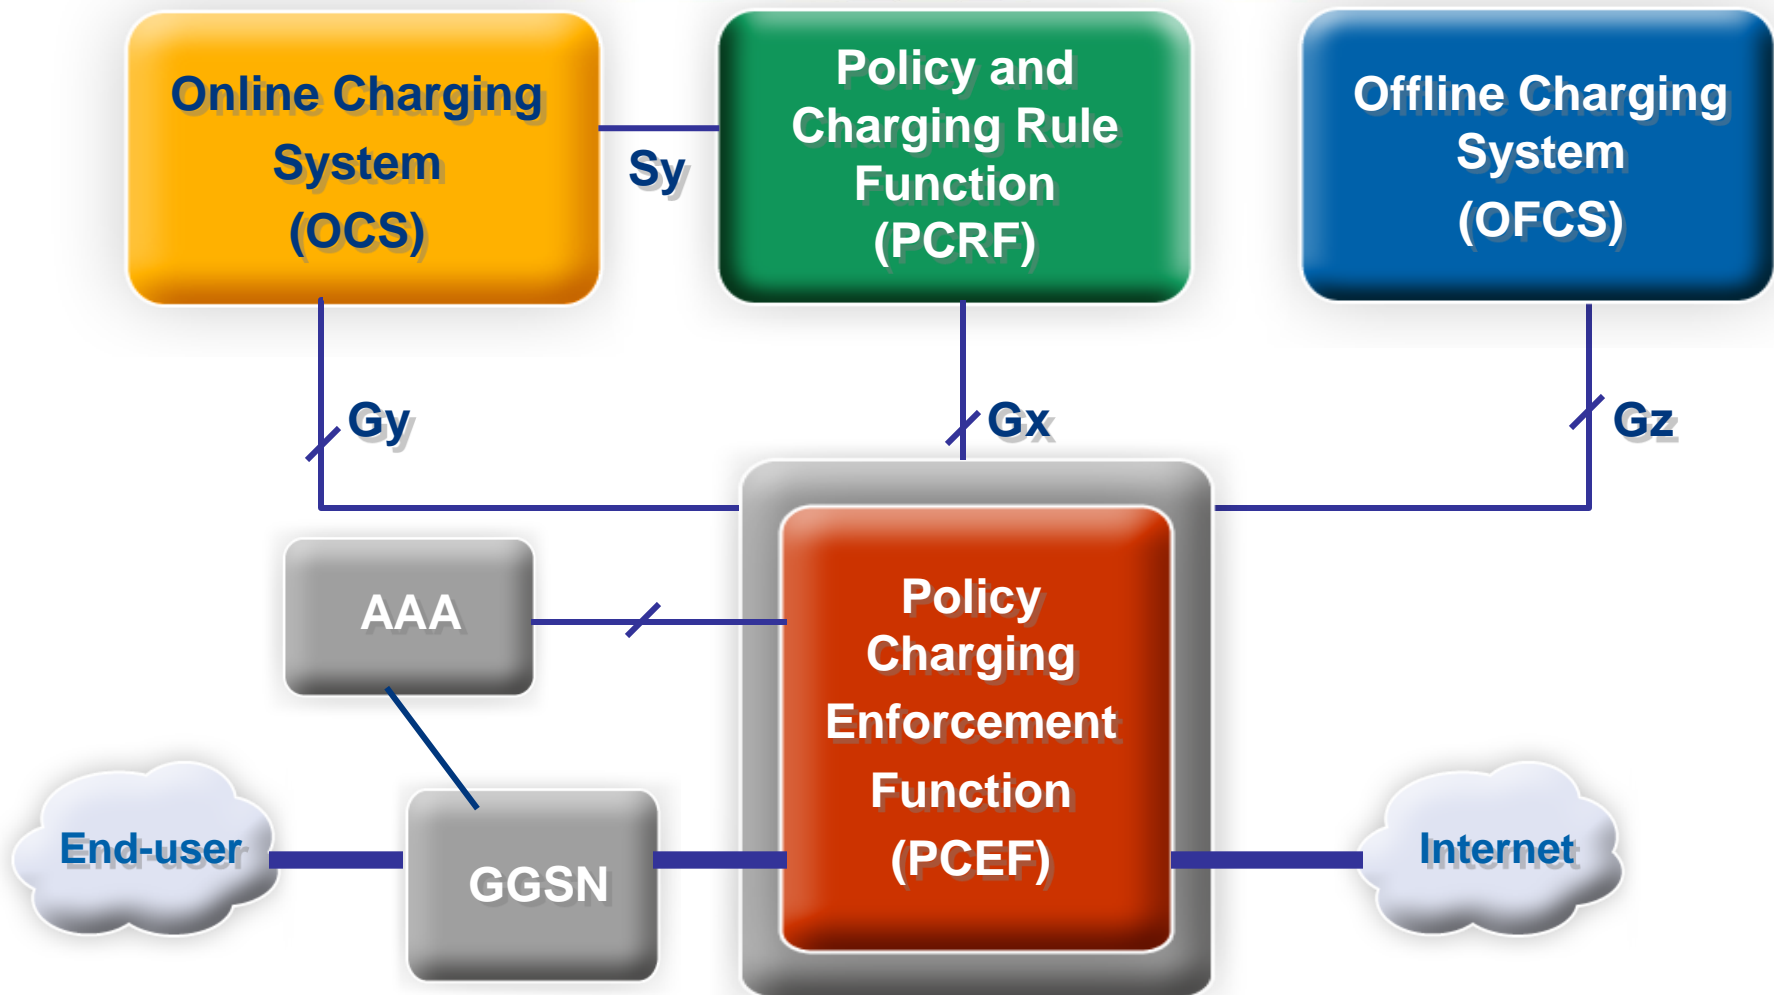 Online Charging
System
(OCS)
Sy
Policy and
Charging Rule
Function
(PCRF)
Offline Charging
System
(OFCS)
Gy
Gx
Gz
AAA
Policy
Charging
Enforcement
Function
(PCEF)
End-user
GGSN
Internet